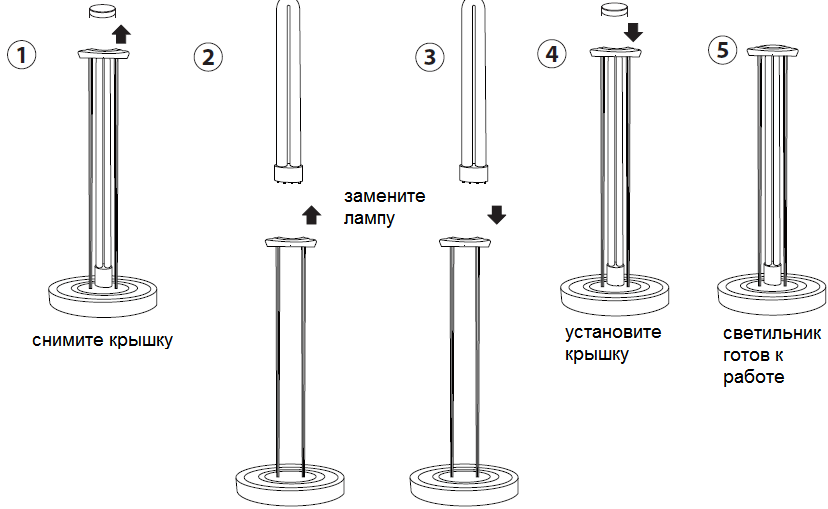 1
снимите крышку
2
замените
лампу
3
4
установите
крышку
5
светильник
готов к
работе